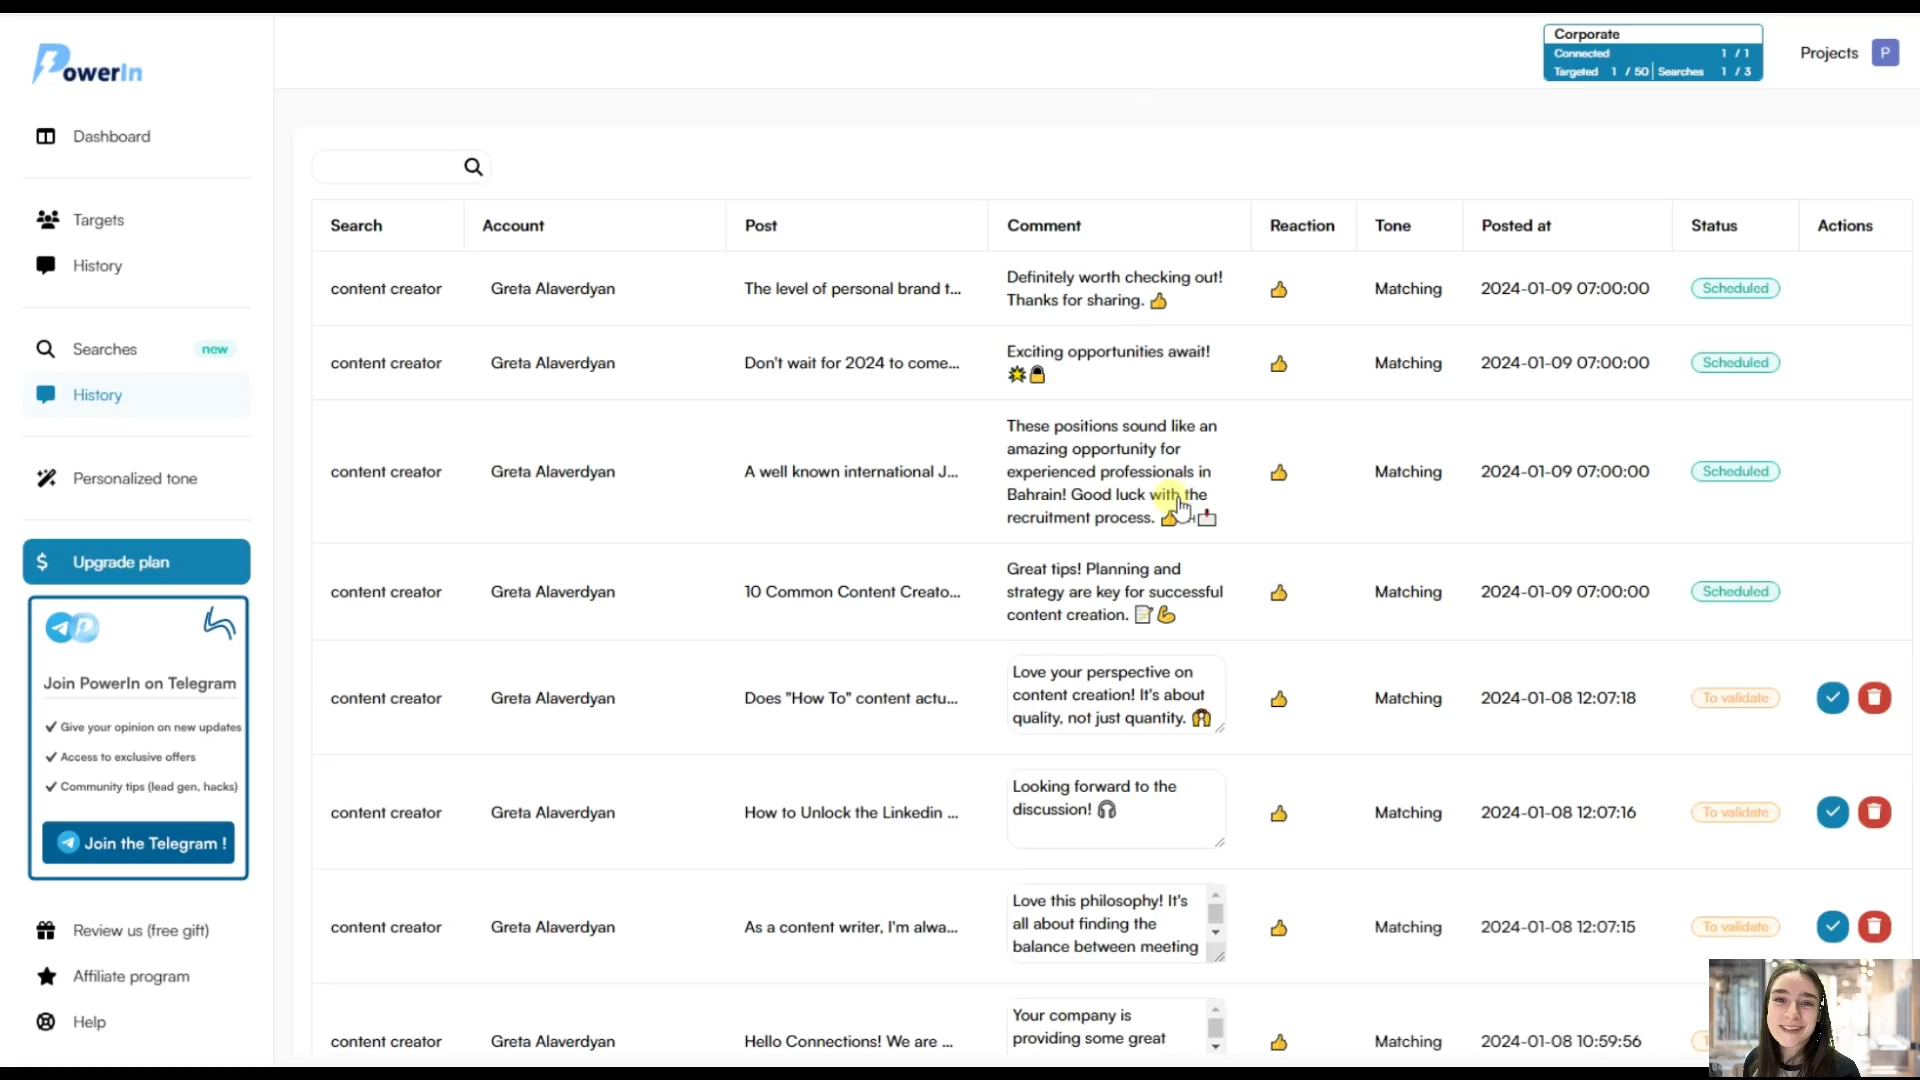 PowerIn
Corporate
Connected 1 / 1
Targeted 1 / 50 Searches 1 / 3
Projects P
Dashboard
Targets
History
Searches new
History
Personalized tone
$ Upgrade plan
Join PowerIn on Telegram
Give your opinion on new updates
Access to exclusive offers
Community tips (lead gen, hacks)
Join the Telegram !
Review us (free gift)
Affiliate program
Help
Search Account Post Comment Reaction Tone Posted at Status Actions
content creator Greta Alaverdyan The level of personal brand t... Definitely worth checking out! Matching 2024-01-09 07:00:00 Scheduled
Thanks for sharing. 👍
content creator Greta Alaverdyan Don't wait for 2024 to come... Exciting opportunities await! Matching 2024-01-09 07:00:00 Scheduled
content creator Greta Alaverdyan A well known international J... These positions sound like an Matching 2024-01-09 07:00:00 Scheduled
amazing opportunity for
experienced professionals in
Bahrain! Good luck with the
recruitment process.
content creator Greta Alaverdyan 10 Common Content Creato... Great tips! Planning and Matching 2024-01-09 07:00:00 Scheduled
strategy are key for successful
content creation. 📝💪
content creator Greta Alaverdyan Does "How To" content actu... Love your perspective on Matching 2024-01-08 12:07:18 To validate
content creation! It's about
quality, not just quantity.
content creator Greta Alaverdyan How to Unlock the Linkedin ... Looking forward to the Matching 2024-01-08 12:07:16 To validate
discussion! 🎧
content creator Greta Alaverdyan As a content writer, I'm alwa... Love this philosophy! It's Matching 2024-01-08 12:07:15 To validate
all about finding the
balance between meeting
content creator Greta Alaverdyan Hello Connections! We are ... Your company is Matching 2024-01-08 10:59:56
providing some great